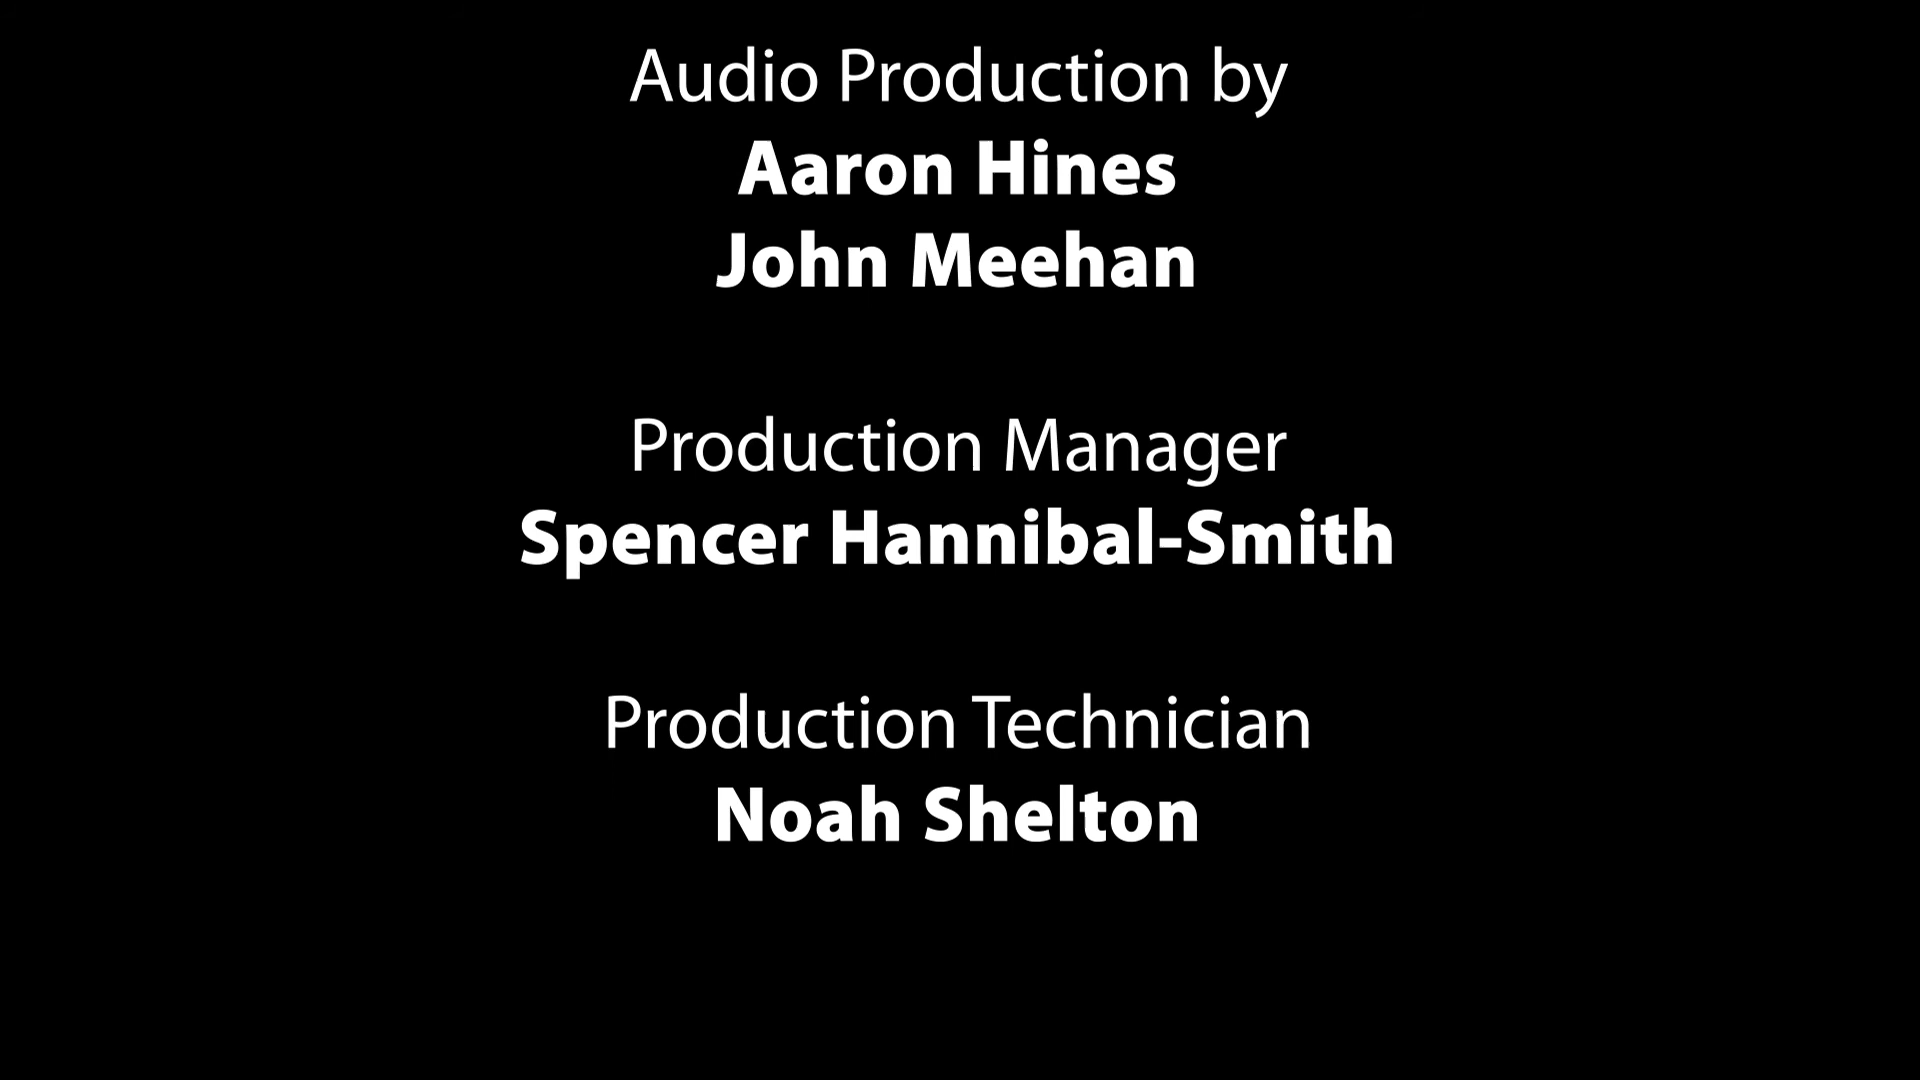 Audio Production by
Aaron Hines
John Meehan
Production Manager
Spencer Hannibal-Smith
Production Technician
Noah Shelton